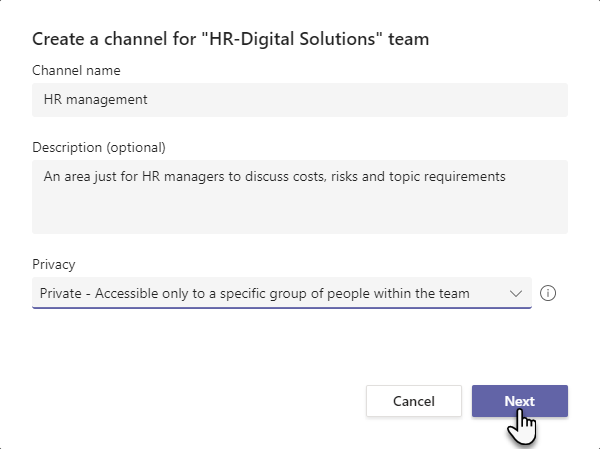 Create a channel for "HR-Digital Solutions" team
Channel name
HR management
Description (optional)
An area just for HR managers to discuss costs, risks and topic requirements
Privacy
Private - Accessible only to a specific group of people within the team
Cancel
Next